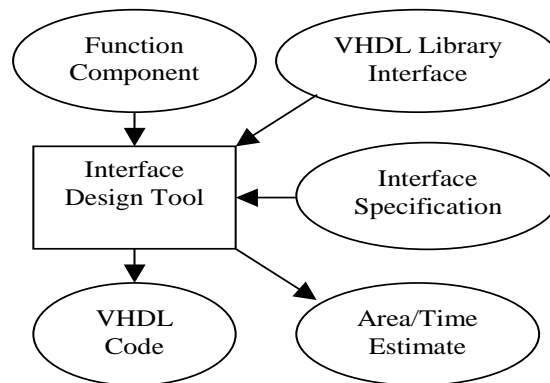 Function
Component
VHDL Library
Interface
Interface
Design Tool
Interface
Specification
VHDL
Code
Area/Time
Estimate